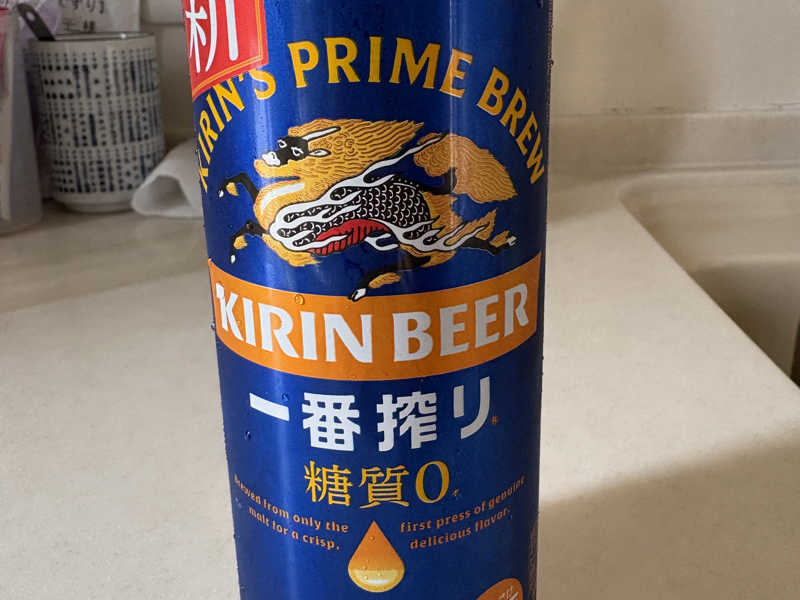 新
KIRIN'S PRIME BREW
KIRIN BEER
一番搾り
糖質0
Brewed from only the first press of genuine
malt for a crisp, delicious flavor.